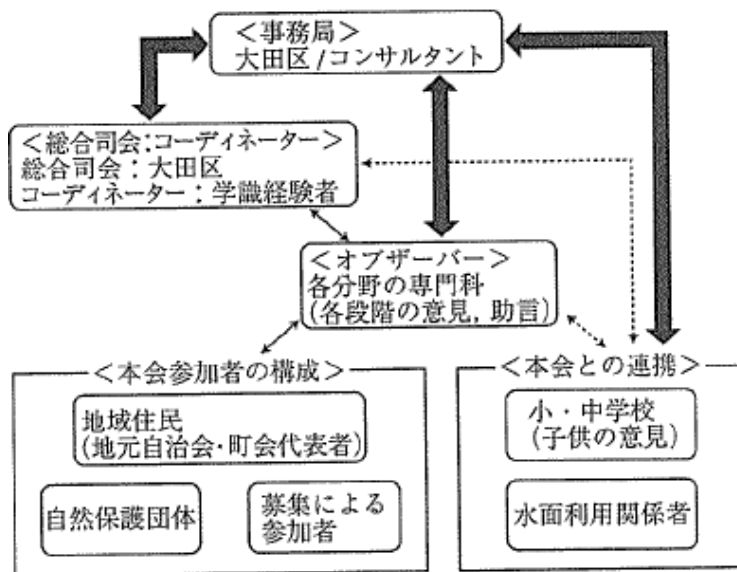 <事務局>
大田区/コンサルタント
<総合司会:コーディネーター>
総合司会:大田区
コーディネーター:学識経験者
<オブザーバー>
各分野の専門科
(各段階の意見,助言)
<本会参加者の構成>
地域住民
(地元自治会・町会代表者)
自然保護団体
募集による
参加者
<本会との連携>
小・中学校
(子供の意見)
水面利用関係者